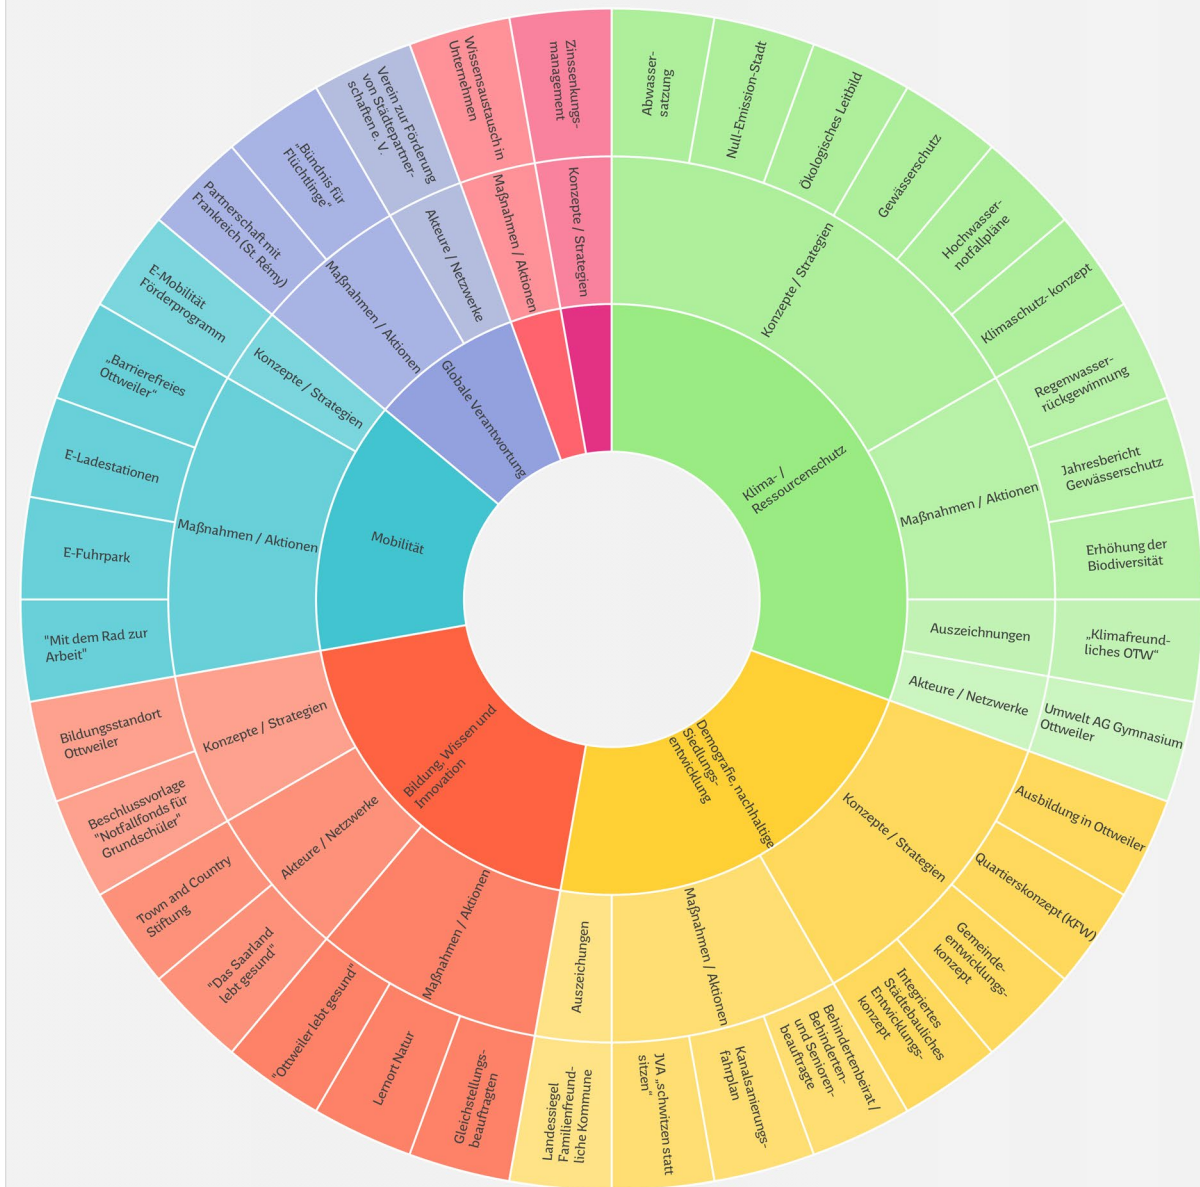 Klima- /
Ressourcenschutz
Konzepte / Strategien
Abwasser-
satzung
Null-Emission-Stadt
Ökologisches Leitbild
Gewässerschutz
Hochwasser-
notfallpläne
Klimaschutz- konzept
Maßnahmen / Aktionen
Regenwasser-
rückgewinnung
Jahresbericht
Gewässerschutz
Erhöhung der
Biodiversität
Auszeichnungen
„Klimafreund-
liches OTW“
Akteure / Netzwerke
Umwelt AG Gymnasium
Ottweiler
Demografie, nachhaltige
Siedlungs-
entwicklung
Konzepte / Strategien
Ausbildung in Ottweiler
Quartierskonzept (KFW)
Gemeinde-
entwicklungs-
konzept
Integriertes
Städtebauliches
Entwicklungs-
konzept
Maßnahmen / Aktionen
Behindertenbeirat /
Behinderten-
und Senioren-
beauftragte
Kanalsanierungs-
fahrplan
JVA „schwitzen statt
sitzen“
Auszeichungen
Landessiegel
Familienfreund-
liche Kommune
Bildung, Wissen und
Innovation
Maßnahmen / Aktionen
Gleichstellungs-
beauftragten
Lernort Natur
"Ottweiler lebt gesund"
Akteure / Netzwerke
"Das Saarland
lebt gesund"
Town and Country
Stiftung
Konzepte / Strategien
Beschlussvorlage
"Notfallfonds für
Grundschüler"
Bildungsstandort
Ottweiler
Mobilität
Maßnahmen / Aktionen
"Mit dem Rad zur
Arbeit"
E-Fuhrpark
E-Ladestationen
„Barrierefreies
Ottweiler“
Konzepte / Strategien
E-Mobilität
Förderprogramm
Globale Verantwortung
Maßnahmen / Aktionen
Partnerschaft mit
Frankreich (St. Rémy)
„Bündnis für
Flüchtlinge“
Akteure / Netzwerke
Verein zur Förderung
von Städtepartner-
schaften e. V.
Maßnahmen / Aktionen
Wissensaustausch in
Unternehmen
Konzepte / Strategien
Zinssenkungs-
management